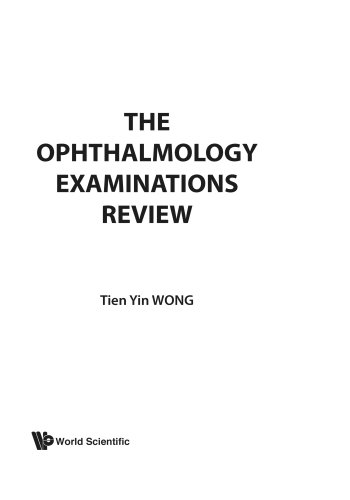 THE
OPHTHALMOLOGY
EXAMINATIONS
REVIEW
Tien Yin WONG
World Scientific